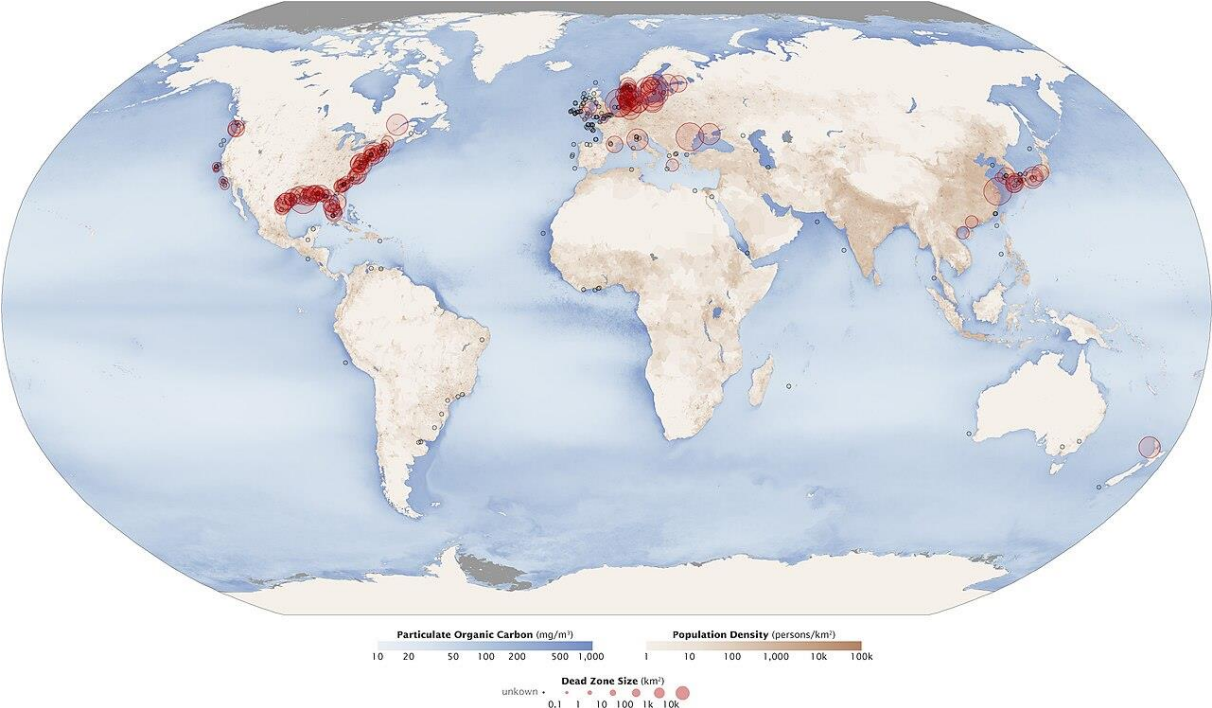 Particulate Organic Carbon (mg/m³)
10 20 50 100 200 500 1,000
Population Density (persons/km²)
1 10 100 1,000 10k 100k
Dead Zone Size (km²)
unkown
0.1 1 10 100 1k 10k